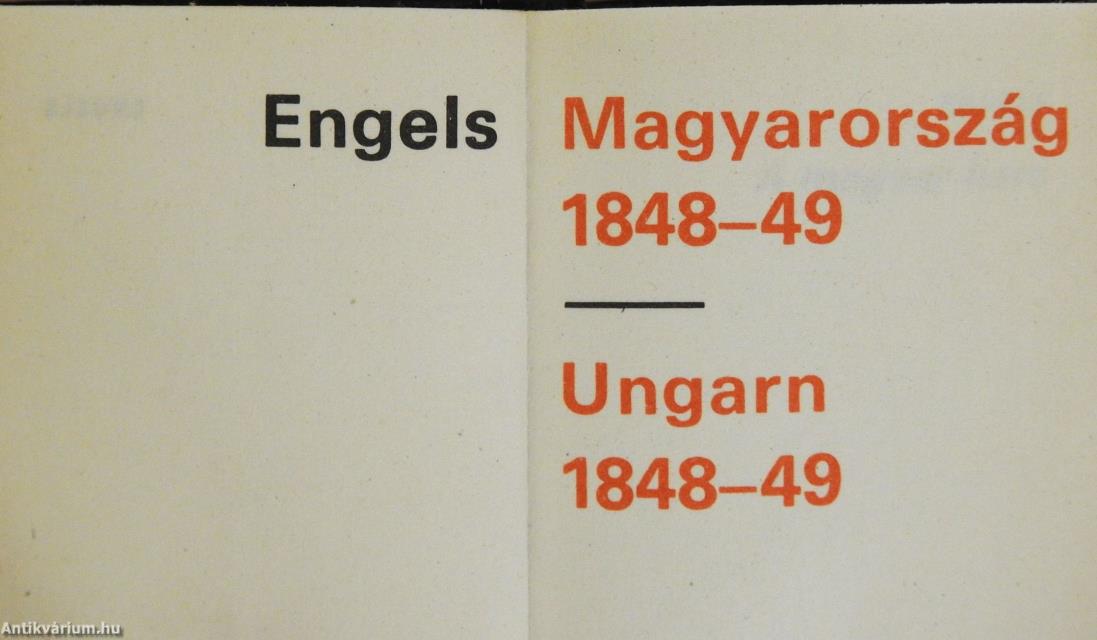 Engels
Magyarország
1848–49
Ungarn
1848–49
Antikvárium.hu